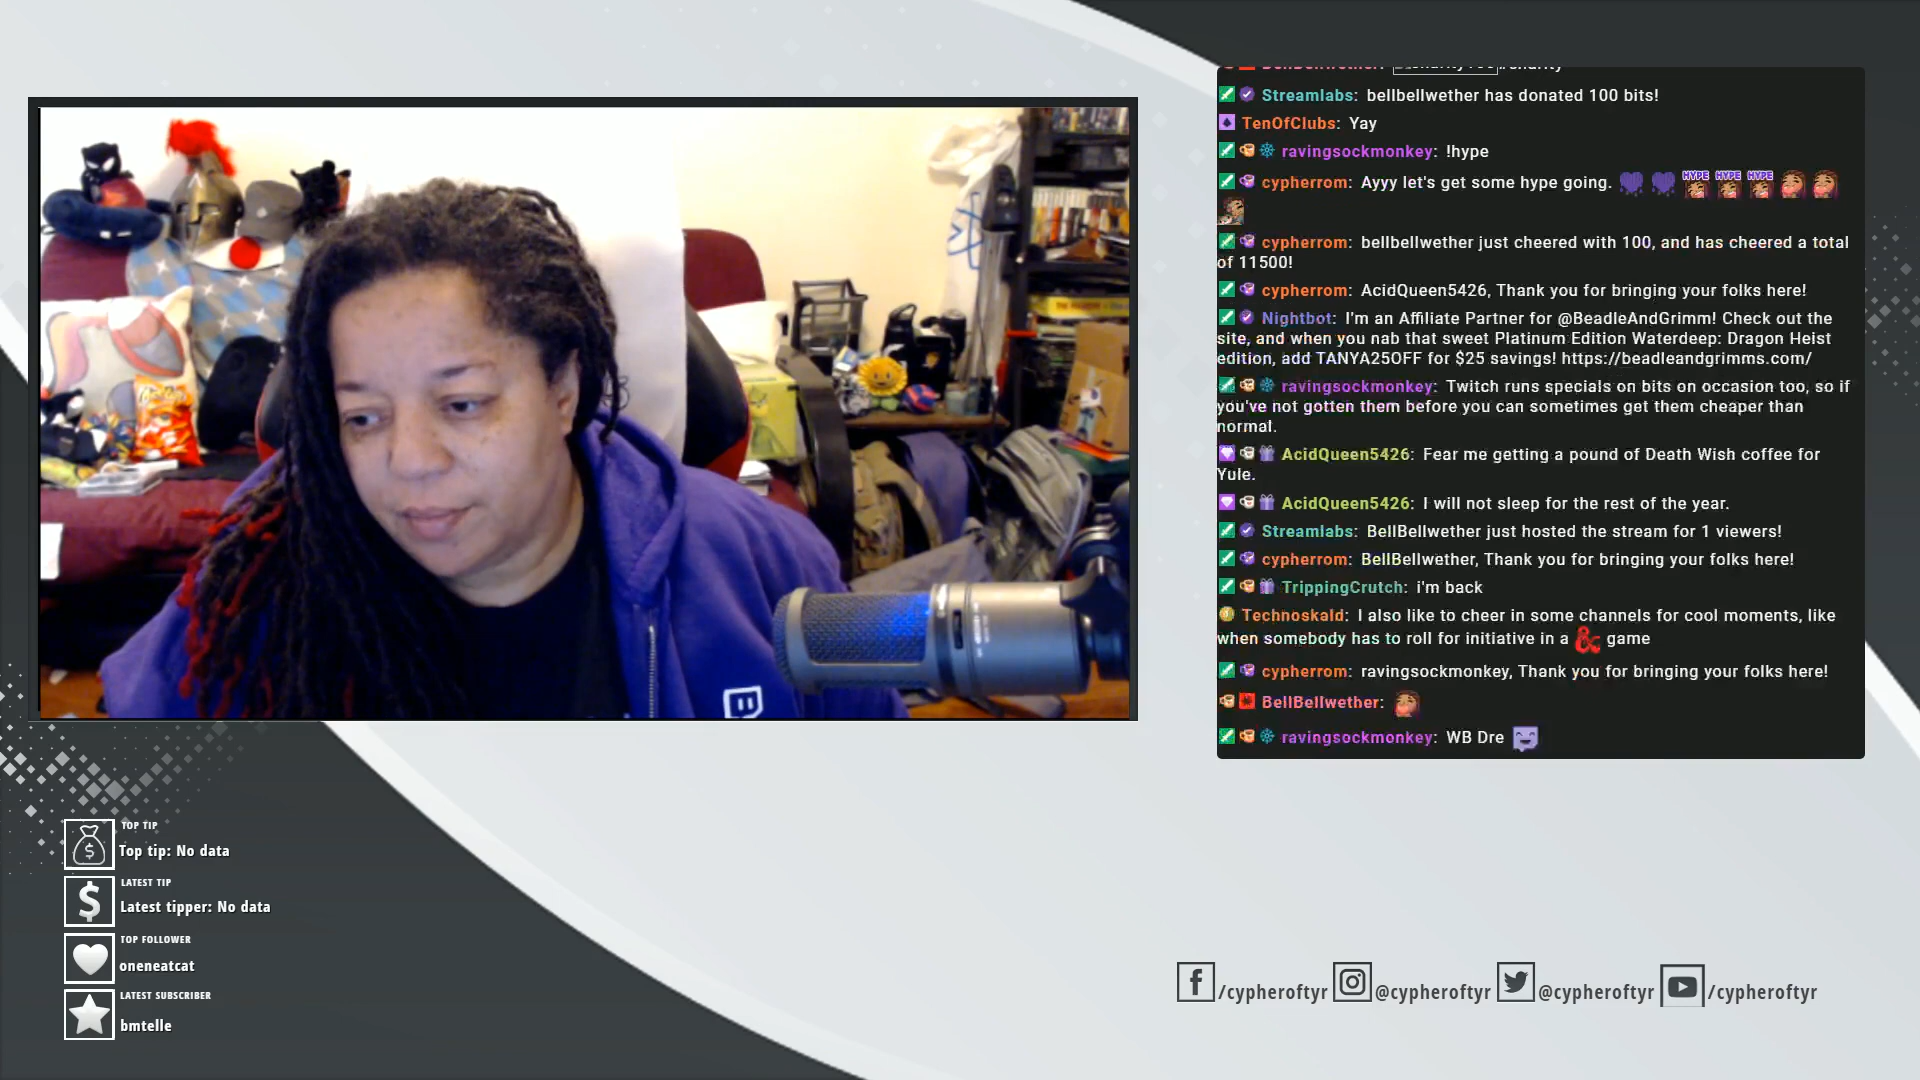 Streamlabs: bellbellwether has donated 100 bits!
TenOfClubs: Yay
ravingsockmonkey: !hype
cypherrom: Ayyy let's get some hype going. HYPE HYPE HYPE
cypherrom: bellbellwether just cheered with 100, and has cheered a total
of 11500!
cypherrom: AcidQueen5426, Thank you for bringing your folks here!
Nightbot: I'm an Affiliate Partner for @BeadleAndGrimm! Check out the
site, and when you nab that sweet Platinum Edition Waterdeep: Dragon Heist
edition, add TANYA25OFF for $25 savings! https://beadleandgrimms.com/
ravingsockmonkey: Twitch runs specials on bits on occasion too, so if
you've not gotten them before you can sometimes get them cheaper than
normal.
AcidQueen5426: Fear me getting a pound of Death Wish coffee for
Yule.
AcidQueen5426: I will not sleep for the rest of the year.
Streamlabs: BellBellwether just hosted the stream for 1 viewers!
cypherrom: BellBellwether, Thank you for bringing your folks here!
TrippingCrutch: i'm back
Technoskald: I also like to cheer in some channels for cool moments, like
when somebody has to roll for initiative in a & game
cypherrom: ravingsockmonkey, Thank you for bringing your folks here!
BellBellwether:
ravingsockmonkey: WB Dre
TOP TIP
Top tip: No data
LATEST TIP
Latest tipper: No data
TOP FOLLOWER
oneneatcat
LATEST SUBSCRIBER
bmtelle
/cypheroftyr @cypheroftyr @cypheroftyr /cypheroftyr